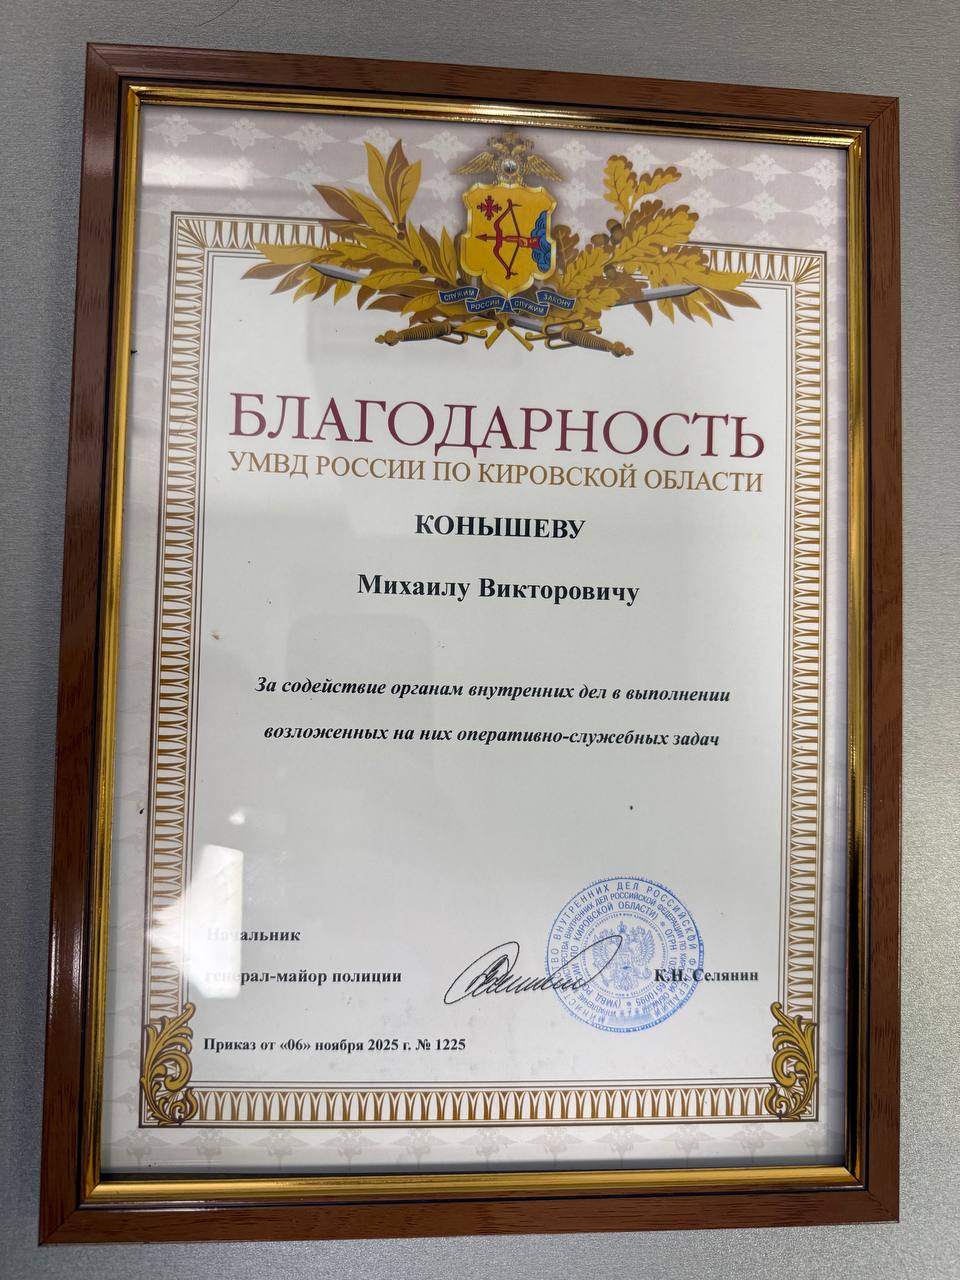 СЛУЖИМ РОССИИ, СЛУЖИМ ЗАКОНУ
БЛАГОДАРНОСТЬ
УМВД РОССИИ ПО КИРОВСКОЙ ОБЛАСТИ
КОНЫШЕВУ
Михаилу Викторовичу
За содействие органам внутренних дел в выполнении
возложенных на них оперативно-служебных задач
Начальник
генерал-майор полиции
К.Н. Селянин
Приказ от «06» ноября 2025 г. № 1225